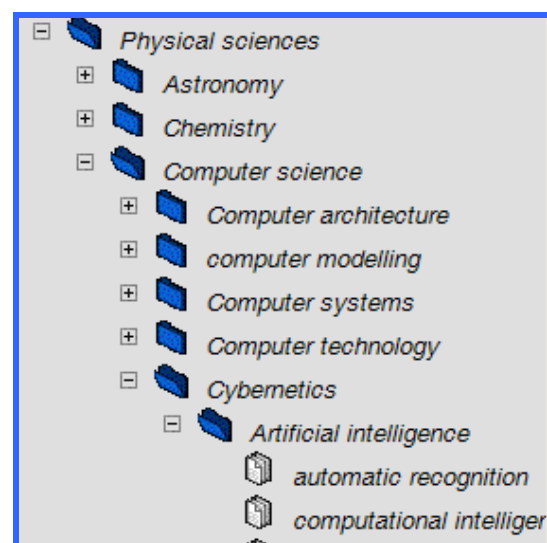 Physical sciences
Astronomy
Chemistry
Computer science
Computer architecture
computer modelling
Computer systems
Computer technology
Cybernetics
Artificial intelligence
automatic recognition
computational